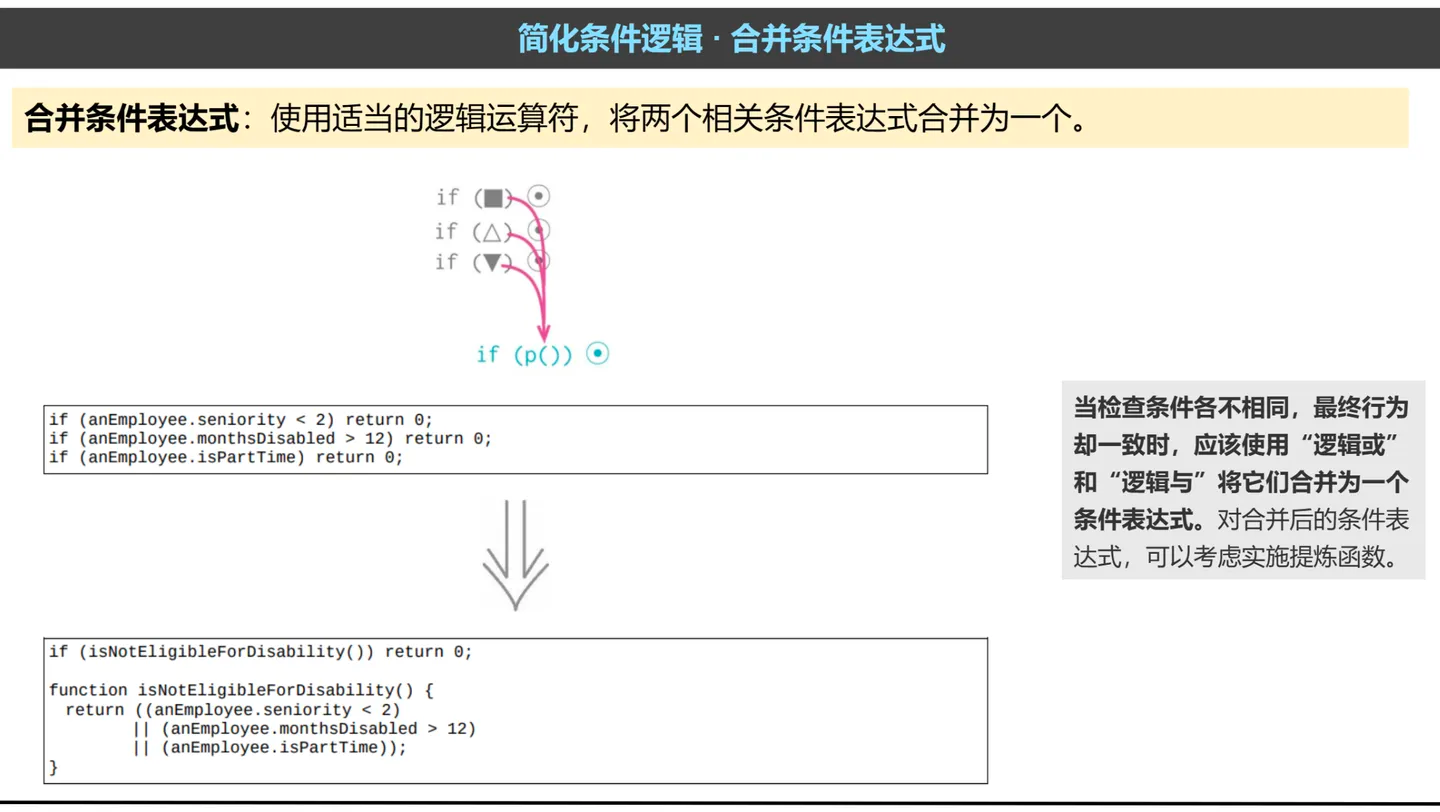 简化条件逻辑 · 合并条件表达式
合并条件表达式：使用适当的逻辑运算符，将两个相关条件表达式合并为一个。
if (■)
if (△)
if (▼)
if (p())
if (anEmployee.seniority < 2) return 0;
if (anEmployee.monthsDisabled > 12) return 0;
if (anEmployee.isPartTime) return 0;
当检查条件各不相同，最终行为
却一致时，应该使用“逻辑或”
和“逻辑与”将它们合并为一个
条件表达式。对合并后的条件表
达式，可以考虑实施提炼函数。
if (isNotEligibleForDisability()) return 0;
function isNotEligibleForDisability() {
return ((anEmployee.seniority < 2)
|| (anEmployee.monthsDisabled > 12)
|| (anEmployee.isPartTime));
}